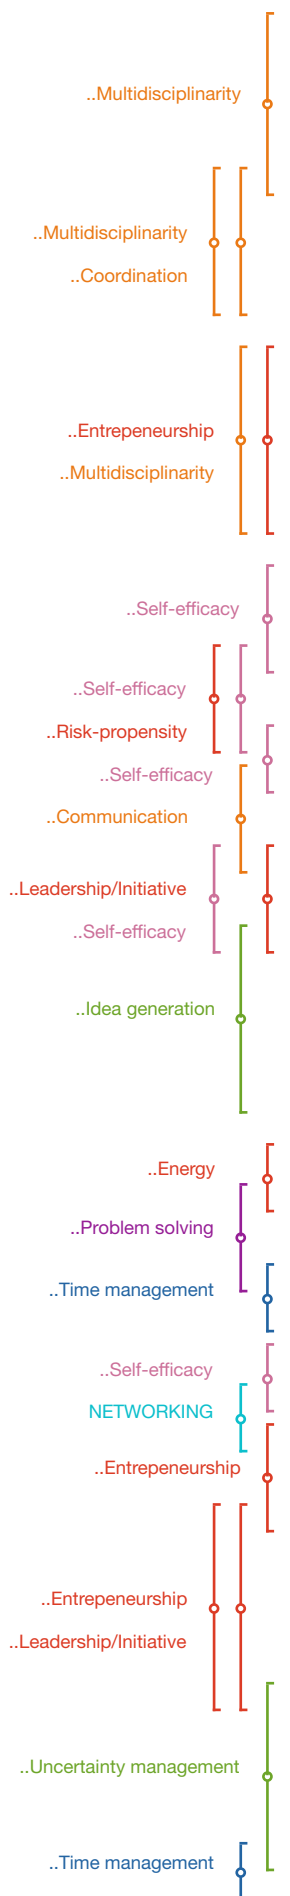 ..Multidisciplinarity
..Multidisciplinarity
..Coordination
..Entrepeneurship
..Multidisciplinarity
..Self-efficacy
..Self-efficacy
..Risk-propensity
..Self-efficacy
..Communication
..Leadership/Initiative
..Self-efficacy
..Idea generation
..Energy
..Problem solving
..Time management
..Self-efficacy
NETWORKING
..Entrepeneurship
..Entrepeneurship
..Leadership/Initiative
..Uncertainty management
..Time management